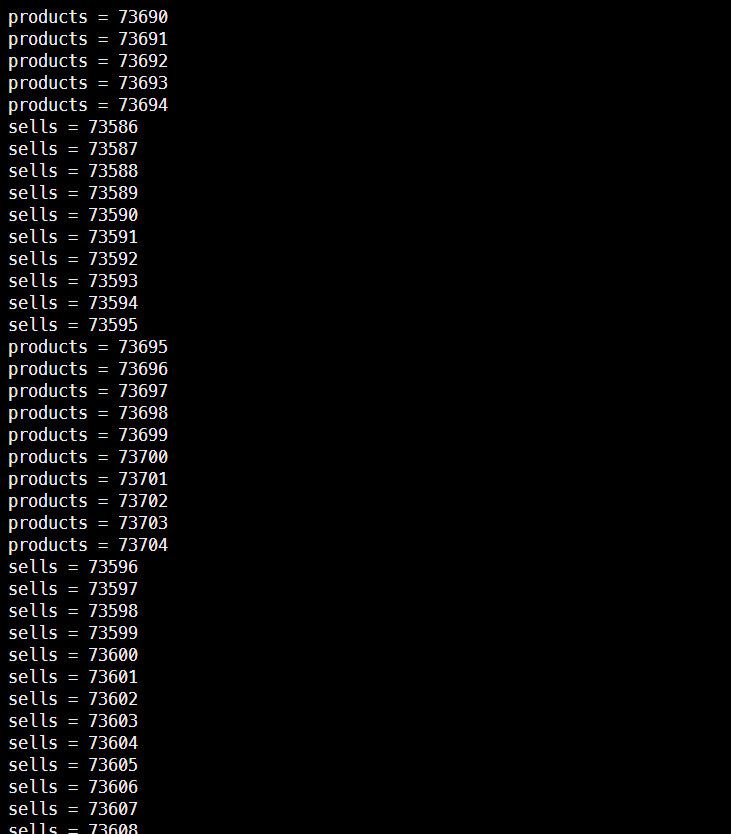 products = 73690
products = 73691
products = 73692
products = 73693
products = 73694
sells = 73586
sells = 73587
sells = 73588
sells = 73589
sells = 73590
sells = 73591
sells = 73592
sells = 73593
sells = 73594
sells = 73595
products = 73695
products = 73696
products = 73697
products = 73698
products = 73699
products = 73700
products = 73701
products = 73702
products = 73703
products = 73704
sells = 73596
sells = 73597
sells = 73598
sells = 73599
sells = 73600
sells = 73601
sells = 73602
sells = 73603
sells = 73604
sells = 73605
sells = 73606
sells = 73607
sells = 73608